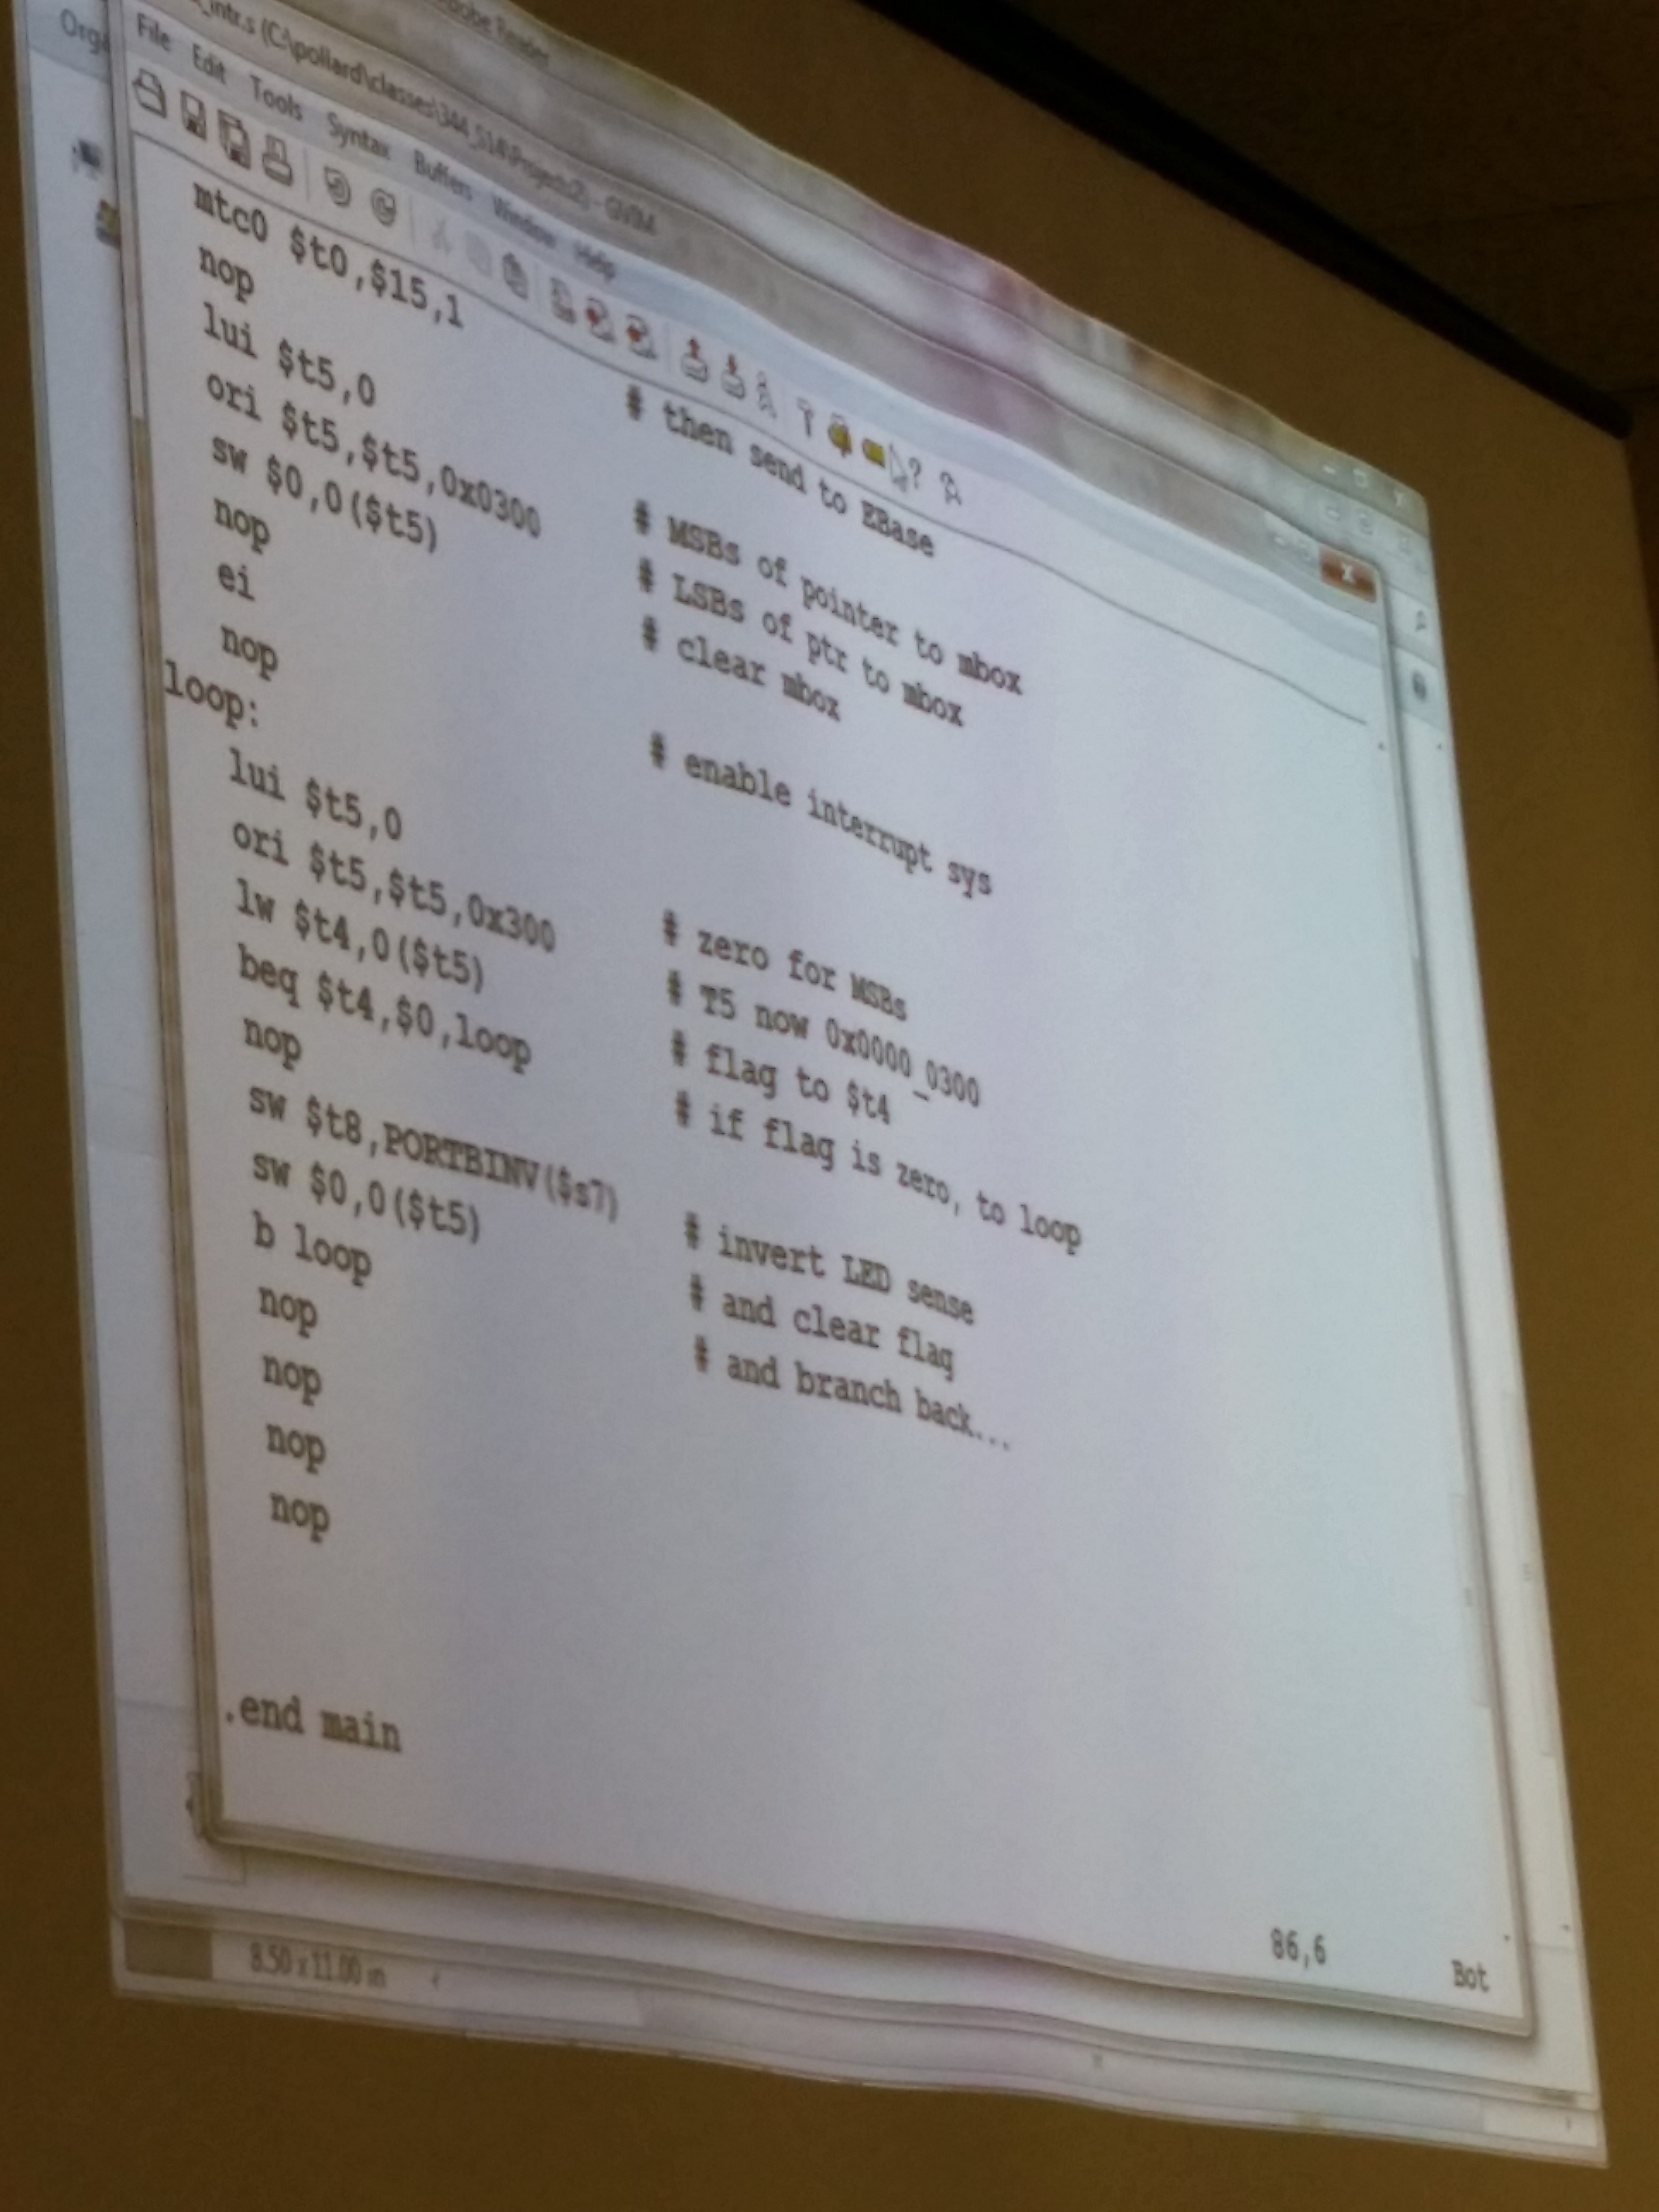 Adobe Reader
_intr.s (C:\pollard\classes\344_S14\Projects2) - GVIM
File Edit Tools Syntax Buffers Window Help
mtc0 $t0,$15,1 # then send to EBase
nop
lui $t5,0 # MSBs of pointer to mbox
ori $t5,$t5,0x0300 # LSBs of ptr to mbox
sw $0,0($t5) # clear mbox
nop
ei # enable interrupt sys
nop
loop:
lui $t5,0 # zero for MSBs
ori $t5,$t5,0x300 # T5 now 0x0000_0300
lw $t4,0($t5) # flag to $t4
beq $t4,$0,loop # if flag is zero, to loop
nop
sw $t8,PORTBINV($s7) # invert LED sense
sw $0,0($t5) # and clear flag
b loop # and branch back...
nop
nop
nop
nop
.end main
86,6 Bot
8.50 x 11.00 in